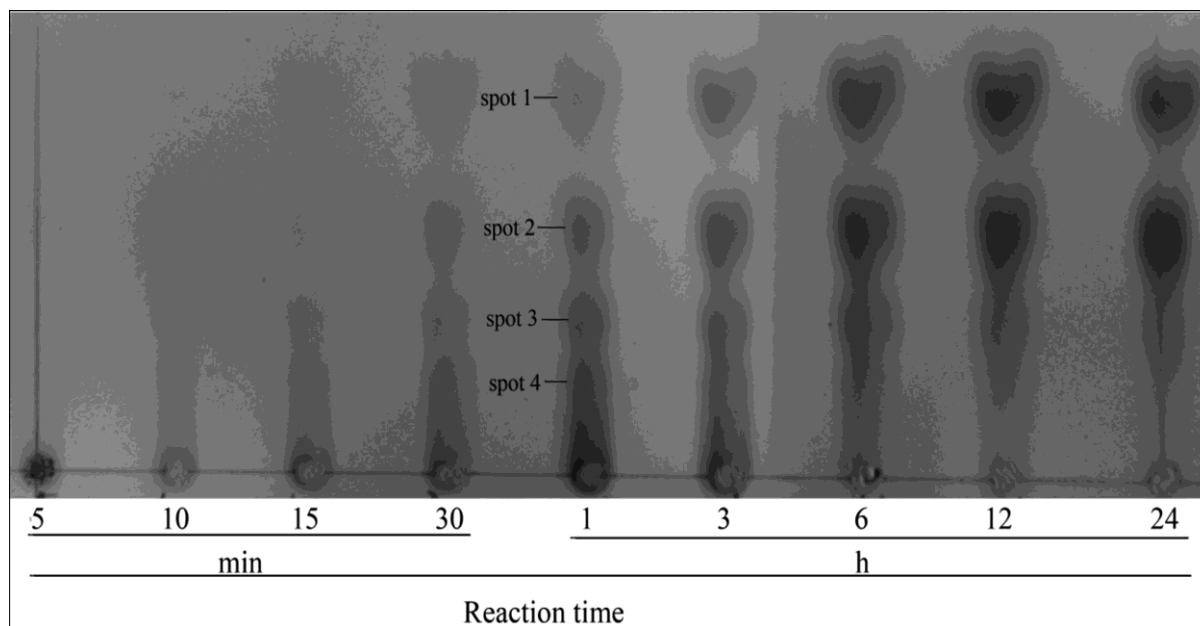 spot 1
spot 2
spot 3
spot 4
5 10 15 30 1 3 6 12 24
min h
Reaction time